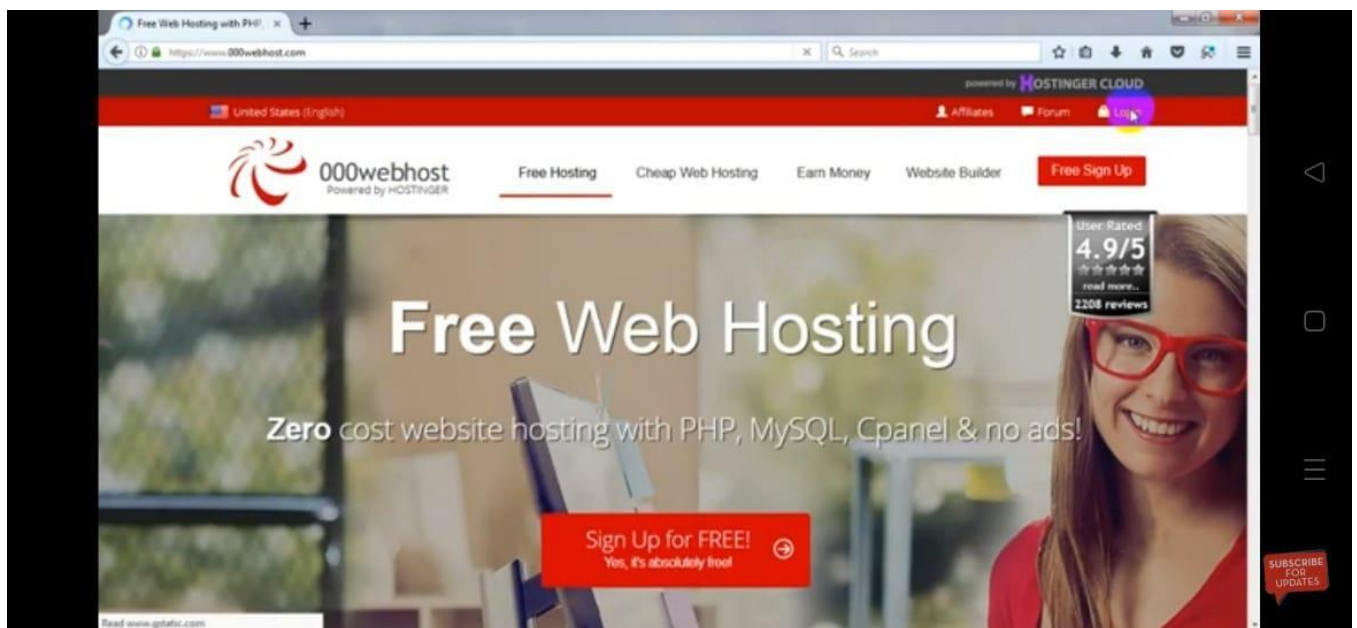 Free Web Hosting with PHP,
https://www.000webhost.com
Search
powered by HOSTINGER CLOUD
United States (English)
Affiliates
Forum
Login
000webhost
Powered by HOSTINGER
Free Hosting
Cheap Web Hosting
Earn Money
Website Builder
Free Sign Up
User Rated
4.9/5
read more..
2208 reviews
Free Web Hosting
Zero cost website hosting with PHP, MySQL, Cpanel & no ads!
Sign Up for FREE!
Yes, it's absolutely free!
Read www.gstatic.com
SUBSCRIBE
FOR
UPDATES